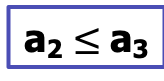 a₂ ≤ a₃